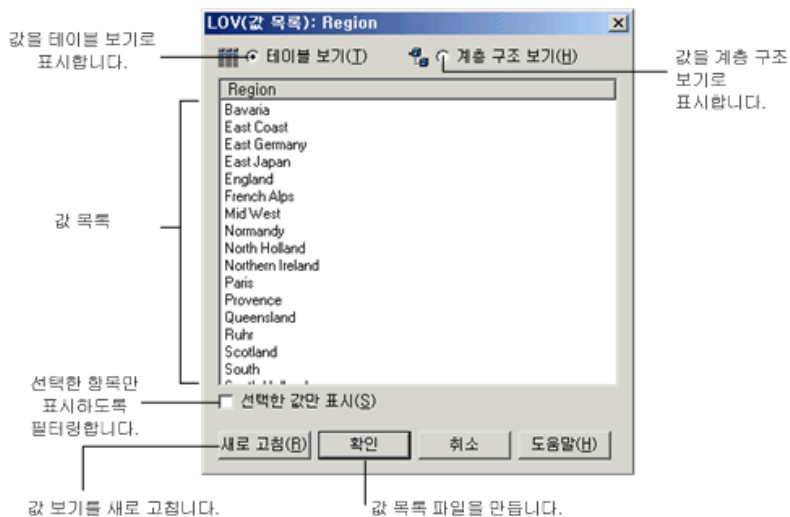 LOV(값 목록): Region
값을 테이블 보기로
표시합니다.
테이블 보기(T)
계층 구조 보기(H)
값을 계층 구조
보기로
표시합니다.
Region
Bavaria
East Coast
East Germany
East Japan
England
French Alps
Mid West
Normandy
North Holland
Northern Ireland
Paris
Provence
Queensland
Ruhr
Scotland
South
값 목록
선택한 항목만
표시하도록
필터링합니다.
선택한 값만 표시(S)
새로 고침(R)
확인
취소
도움말(H)
값 보기를 새로 고칩니다.
값 목록 파일을 만듭니다.